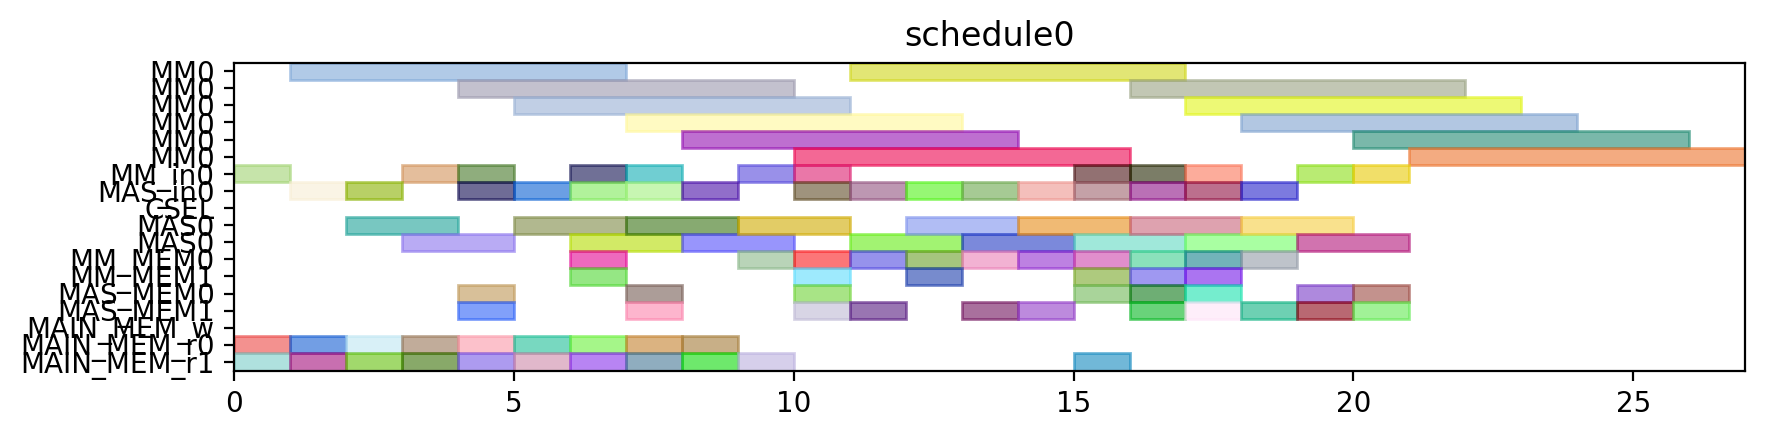 schedule0
MM0
MM0
MM0
MM0
MM0
MM0
MM_in0
MAS_in0
CSEL
MAS0
MAS0
MM_MEM0
MM_MEM1
MAS_MEM0
MAS_MEM1
MAIN_MEM_w
MAIN_MEM_r0
MAIN_MEM_r1
0 5 10 15 20 25